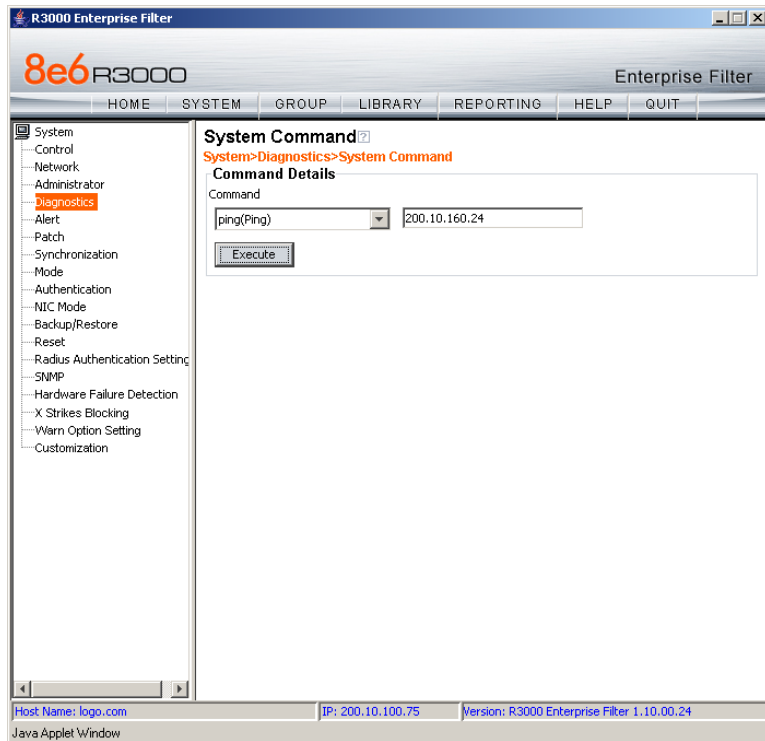 R3000 Enterprise Filter
8e6 R3000
Enterprise Filter
HOME SYSTEM GROUP LIBRARY REPORTING HELP QUIT
System
Control
Network
Administrator
Diagnostics
Alert
Patch
Synchronization
Mode
Authentication
NIC Mode
Backup/Restore
Reset
Radius Authentication Setting
SNMP
Hardware Failure Detection
X Strikes Blocking
Warn Option Setting
Customization
System Command?
System>Diagnostics>System Command
Command Details
Command
ping(Ping) 200.10.160.24
Execute
Host Name: logo.com IP: 200.10.100.75 Version: R3000 Enterprise Filter 1.10.00.24
Java Applet Window